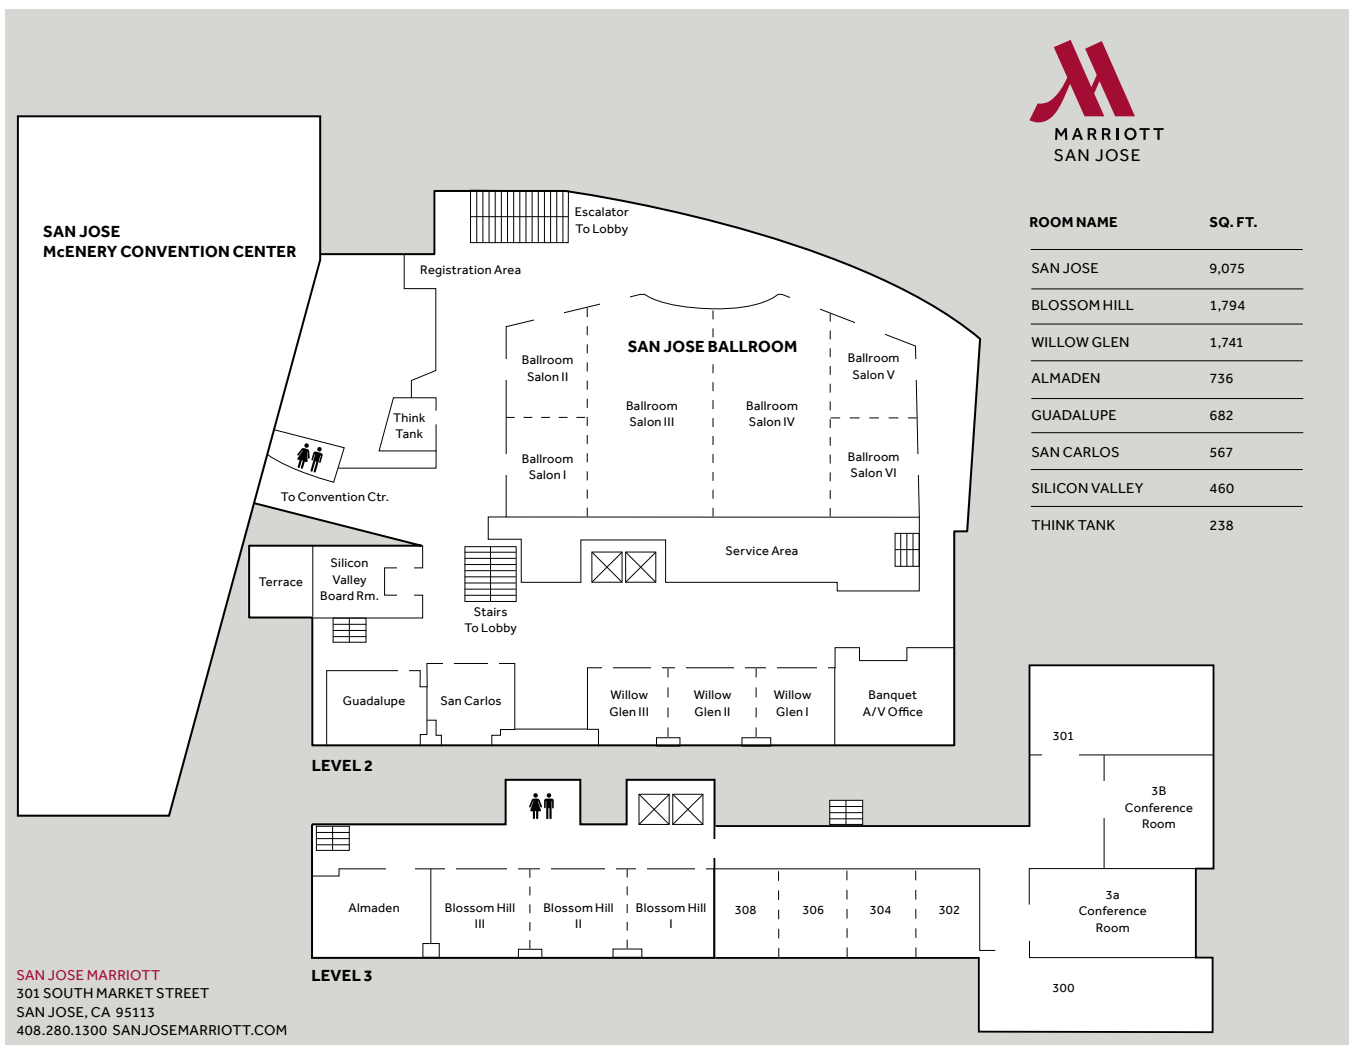 MARRIOTT
SAN JOSE
ROOM NAME SQ. FT.
SAN JOSE 9,075
BLOSSOM HILL 1,794
WILLOW GLEN 1,741
ALMADEN 736
GUADALUPE 682
SAN CARLOS 567
SILICON VALLEY 460
THINK TANK 238
SAN JOSE
McENERY CONVENTION CENTER
Escalator
To Lobby
Registration Area
SAN JOSE BALLROOM
Ballroom
Salon II
Ballroom
Salon III
Ballroom
Salon IV
Ballroom
Salon V
Ballroom
Salon I
Ballroom
Salon VI
Think
Tank
To Convention Ctr.
Service Area
Terrace
Silicon
Valley
Board Rm.
Stairs
To Lobby
Guadalupe
San Carlos
Willow
Glen III
Willow
Glen II
Willow
Glen I
Banquet
A/V Office
LEVEL 2
301
3B
Conference
Room
Almaden
Blossom Hill
III
Blossom Hill
II
Blossom Hill
I
308
306
304
302
3a
Conference
Room
300
LEVEL 3
SAN JOSE MARRIOTT
301 SOUTH MARKET STREET
SAN JOSE, CA 95113
408.280.1300 SANJOSEMARRIOTT.COM